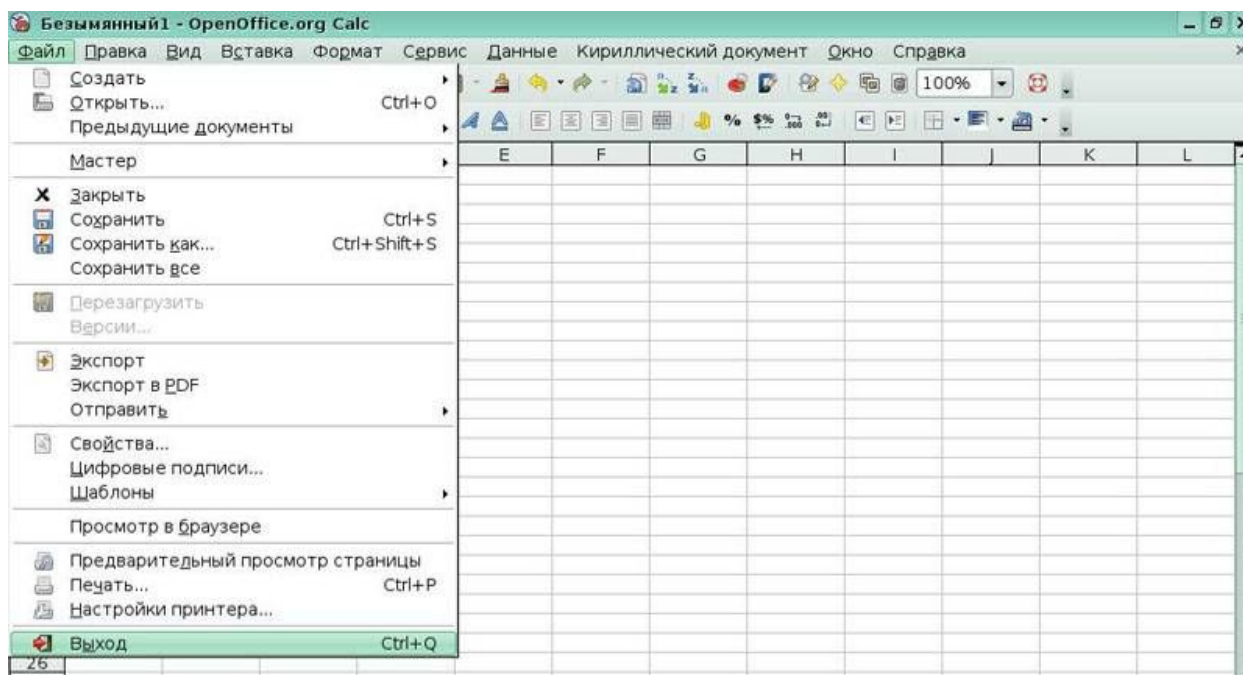 Безымянный1 - OpenOffice.org Calc
Файл Правка Вид Вставка Формат Сервис Данные Кириллический документ Окно Справка
Создать
100%
Открыть... Ctrl+O
Предыдущие документы
Мастер
E F G H I J K L
Закрыть
Сохранить Ctrl+S
Сохранить как... Ctrl+Shift+S
Сохранить все
Перезагрузить
Версии...
Экспорт
Экспорт в PDF
Отправить
Свойства...
Цифровые подписи...
Шаблоны
Просмотр в браузере
Предварительный просмотр страницы
Печать... Ctrl+P
Настройки принтера...
Выход Ctrl+Q
26